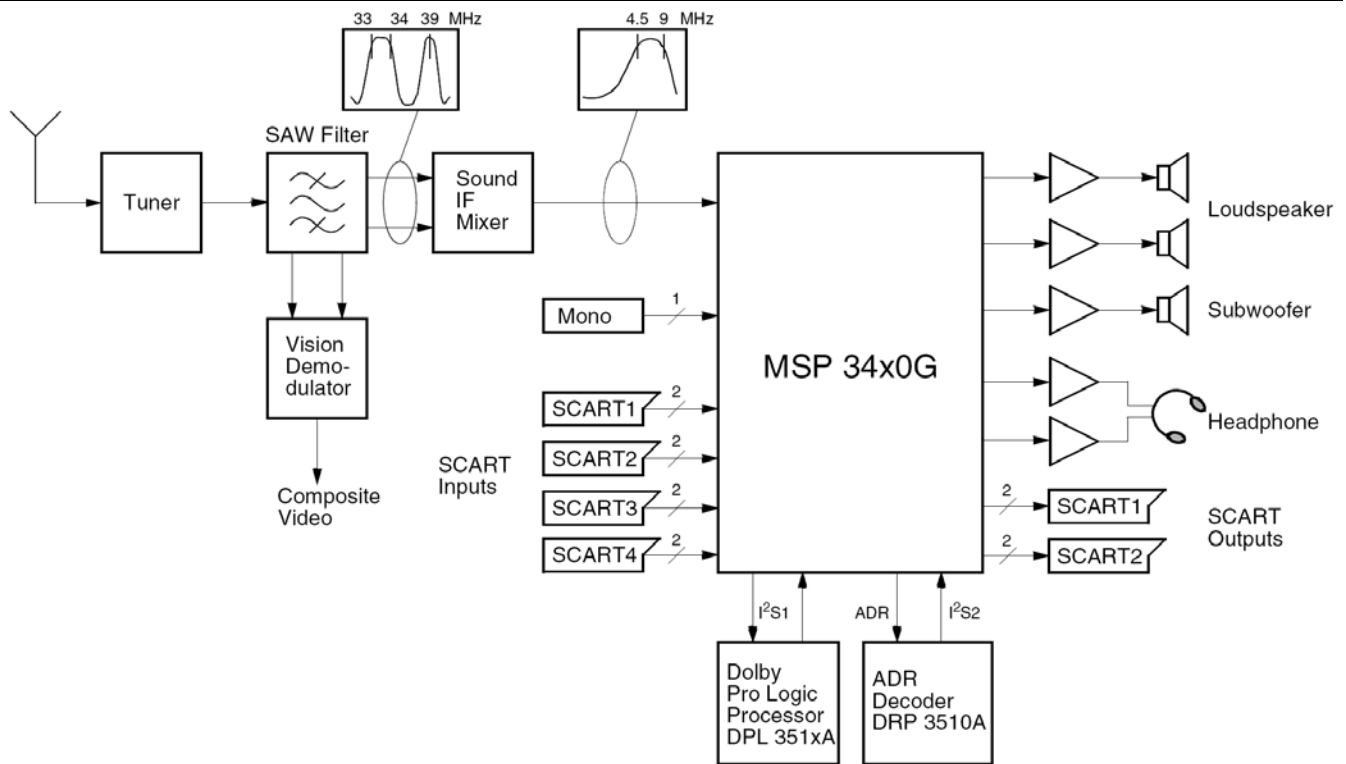 33 34 39 MHz
4.5 9 MHz
SAW Filter
Tuner
Sound
IF
Mixer
Vision
Demo-
dulator
Composite
Video
Mono
1
SCART
Inputs
SCART1
2
SCART2
2
SCART3
2
SCART4
2
MSP 34x0G
Loudspeaker
Subwoofer
Headphone
2
SCART1
2
SCART2
SCART
Outputs
I²S1
ADR
I²S2
Dolby
Pro Logic
Processor
DPL 351xA
ADR
Decoder
DRP 3510A